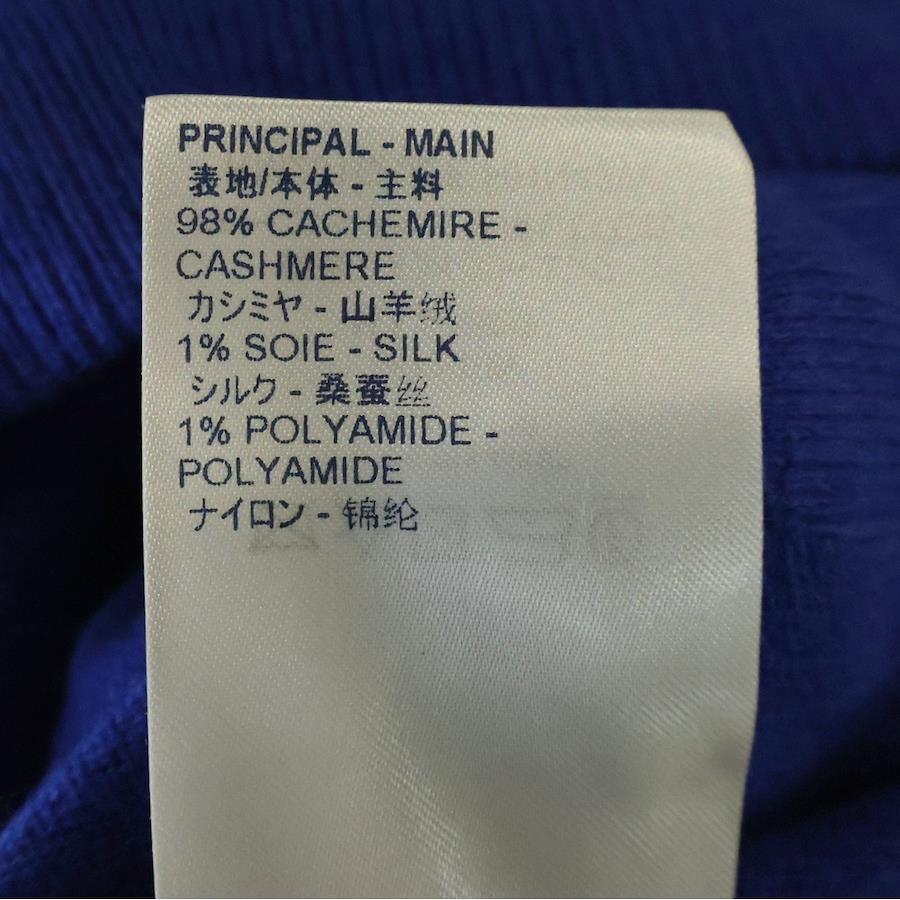 PRINCIPAL - MAIN
表地/本体 - 主料
98% CACHEMIRE -
CASHMERE
カシミヤ - 山羊绒
1% SOIE - SILK
シルク - 桑蚕丝
1% POLYAMIDE -
POLYAMIDE
ナイロン - 锦纶